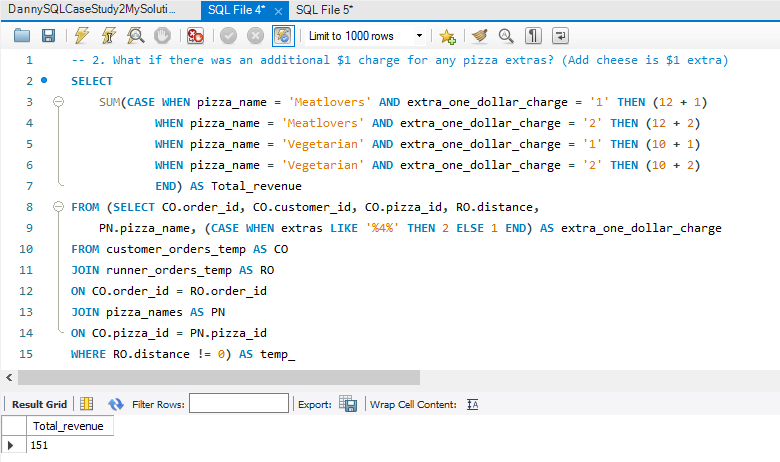 DannySQLCaseStudy2MySoluti... SQL File 4* SQL File 5*
Limit to 1000 rows
1 -- 2. What if there was an additional $1 charge for any pizza extras? (Add cheese is $1 extra)
2 SELECT
3 SUM(CASE WHEN pizza_name = 'Meatlovers' AND extra_one_dollar_charge = '1' THEN (12 + 1)
4 WHEN pizza_name = 'Meatlovers' AND extra_one_dollar_charge = '2' THEN (12 + 2)
5 WHEN pizza_name = 'Vegetarian' AND extra_one_dollar_charge = '1' THEN (10 + 1)
6 WHEN pizza_name = 'Vegetarian' AND extra_one_dollar_charge = '2' THEN (10 + 2)
7 END) AS Total_revenue
8 FROM (SELECT CO.order_id, CO.customer_id, CO.pizza_id, RO.distance,
9 PN.pizza_name, (CASE WHEN extras LIKE '%4%' THEN 2 ELSE 1 END) AS extra_one_dollar_charge
10 FROM customer_orders_temp AS CO
11 JOIN runner_orders_temp AS RO
12 ON CO.order_id = RO.order_id
13 JOIN pizza_names AS PN
14 ON CO.pizza_id = PN.pizza_id
15 WHERE RO.distance != 0) AS temp_
Result Grid Filter Rows: Export: Wrap Cell Content:
Total_revenue
151